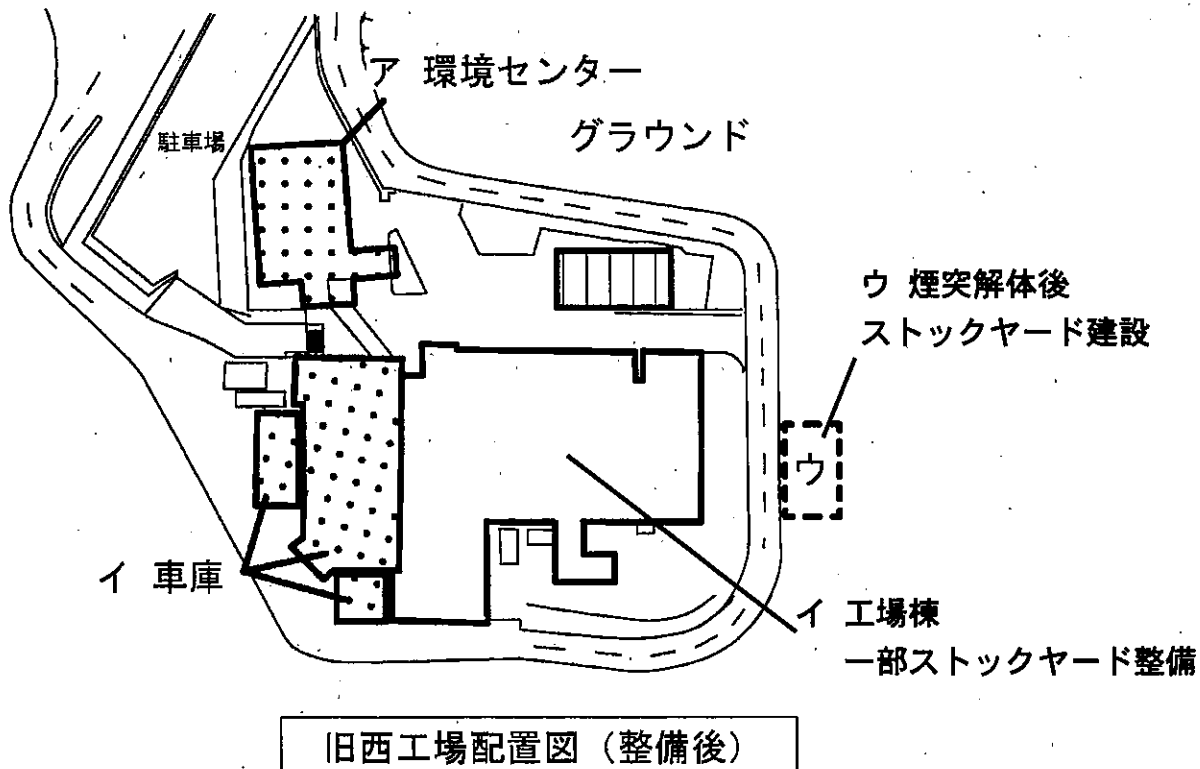 ア 環境センター
駐車場
グラウンド
ウ 煙突解体後
ストックヤード建設
ウ
イ 車庫
イ 工場棟
一部ストックヤード整備
旧西工場配置図（整備後）